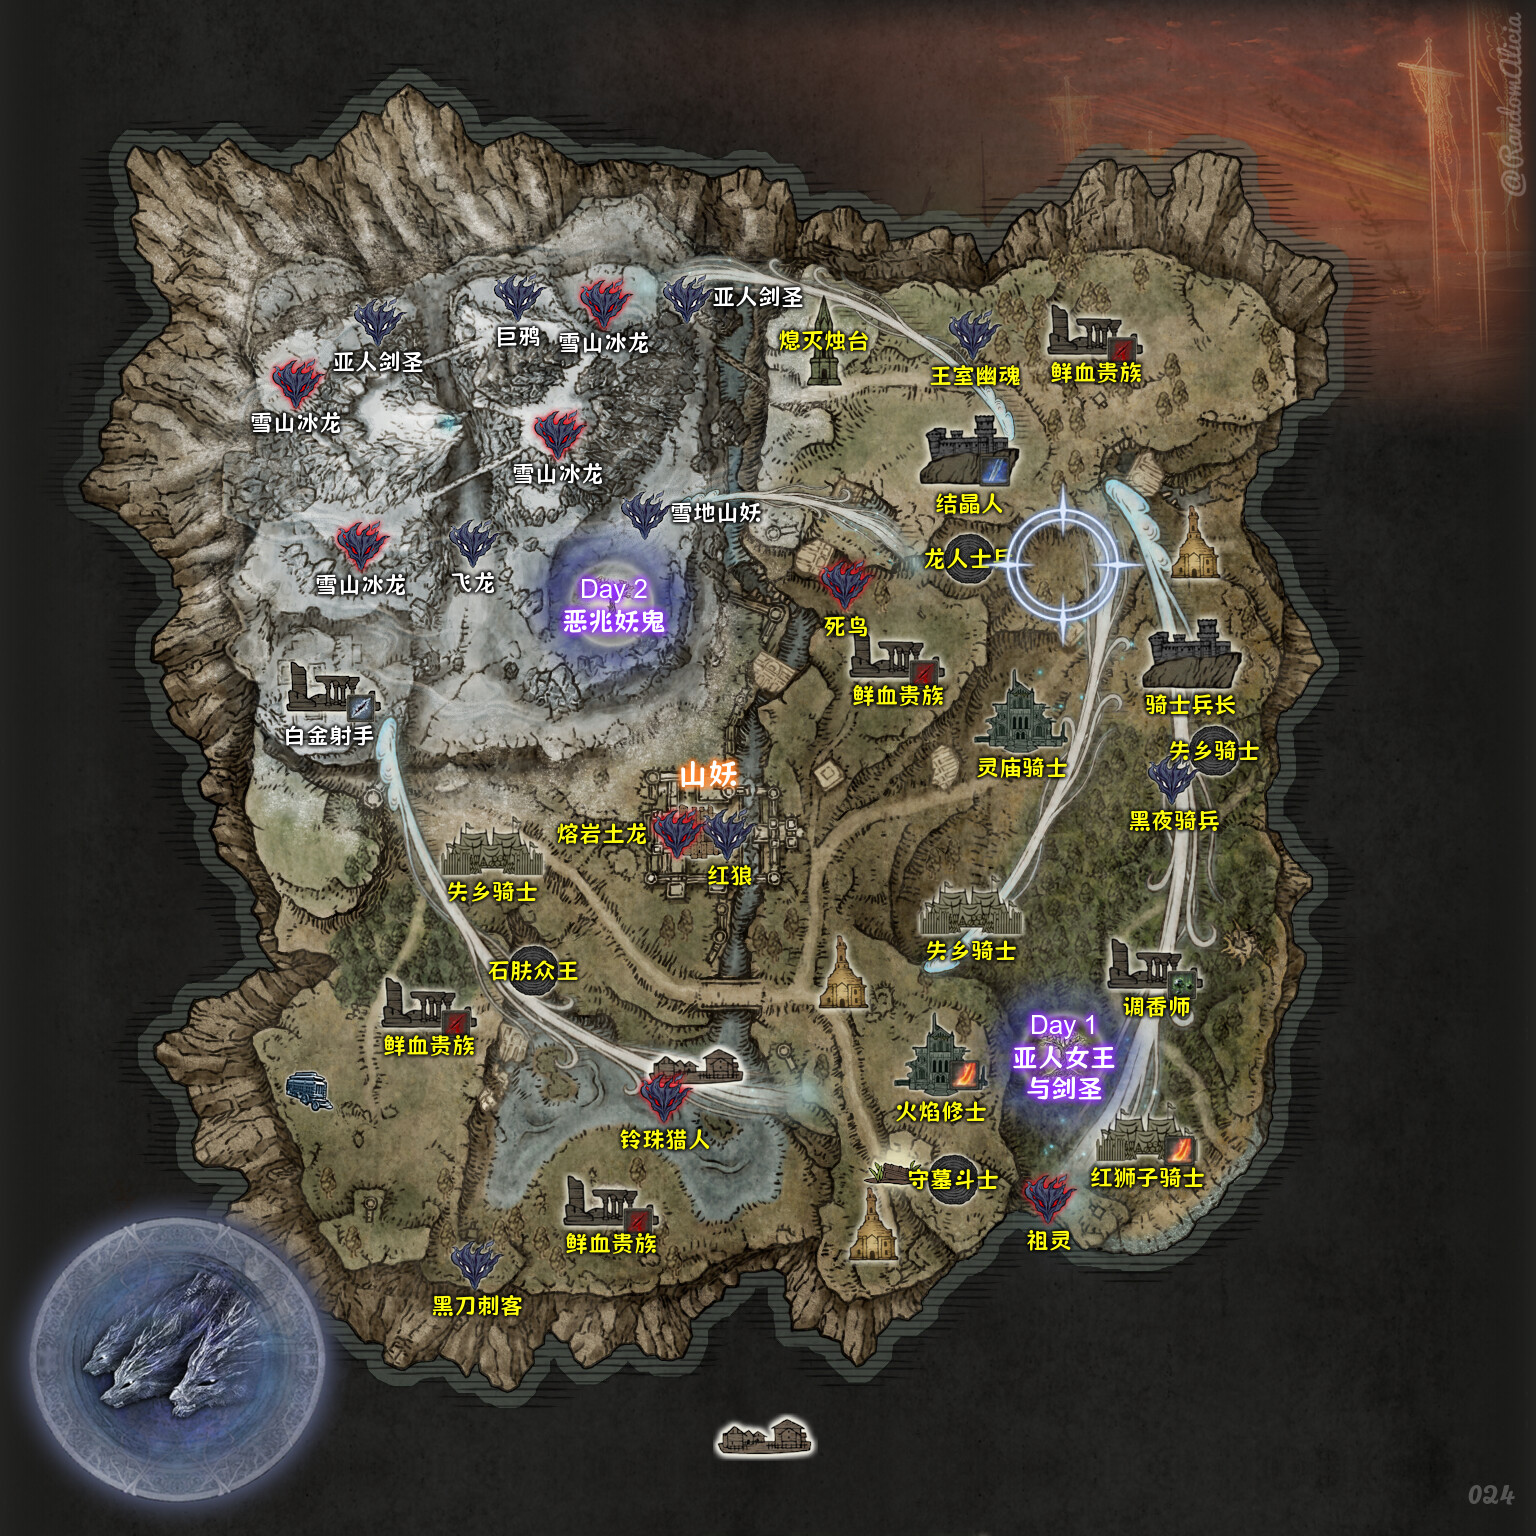 @RandomAlicia
亚人剑圣
熄灭烛台
巨鸦
雪山冰龙
亚人剑圣
王室幽魂
鲜血贵族
雪山冰龙
雪山冰龙
结晶人
雪地山妖
龙人士兵
雪山冰龙
飞龙
Day 2
恶兆妖鬼
死鸟
鲜血贵族
骑士兵长
白金射手
失乡骑士
灵庙骑士
山妖
黑夜骑兵
熔岩土龙
红狼
失乡骑士
失乡骑士
石肤众王
调香师
鲜血贵族
Day 1
亚人女王
与剑圣
火焰修士
铃珠猎人
守墓斗士
红狮子骑士
祖灵
鲜血贵族
黑刀刺客
024